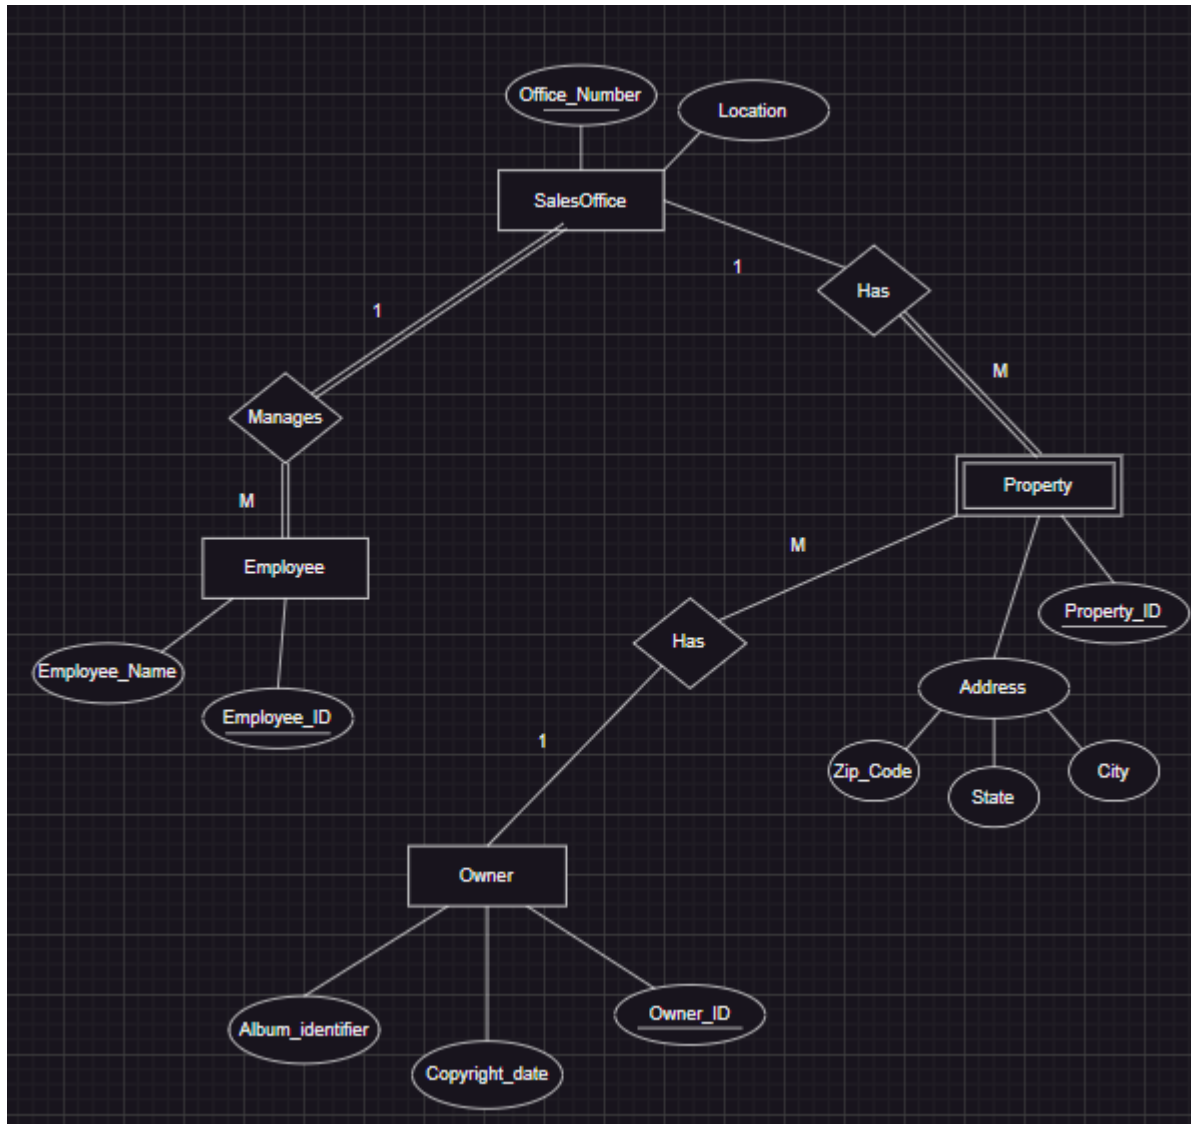 Office_Number
Location
SalesOffice
1
Has
1
M
Manages
M
Property
M
Employee
Property_ID
Has
Employee_Name
Address
Employee_ID
1
Zip_Code
City
State
Owner
Owner_ID
Album_identifier
Copyright_date